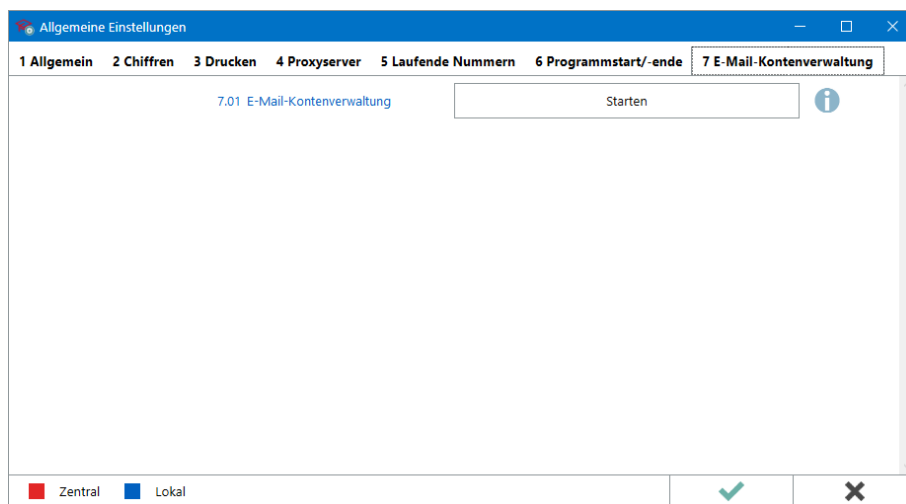 Allgemeine Einstellungen
1 Allgemein 2 Chiffren 3 Drucken 4 Proxyserver 5 Laufende Nummern 6 Programmstart/-ende 7 E-Mail-Kontenverwaltung
7.01 E-Mail-Kontenverwaltung Starten
Zentral Lokal